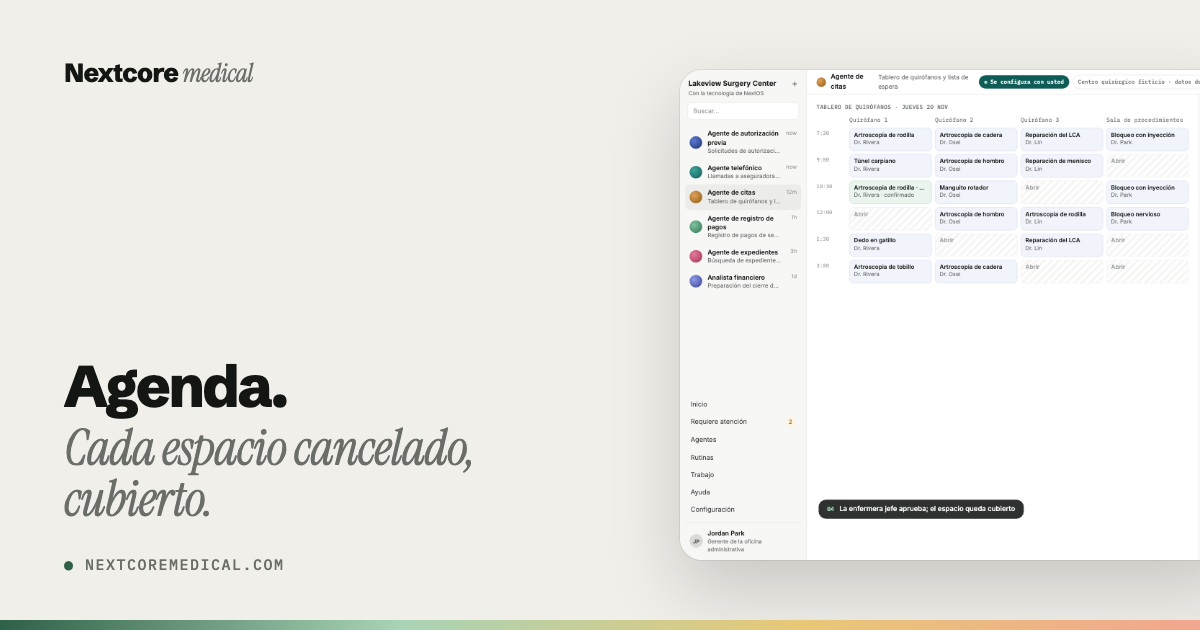 Nextcore medical
Agenda.
Cada espacio cancelado,
cubierto.
NEXTCOREMEDICAL.COM
Lakeview Surgery Center +
Con la tecnología de NextOS
Buscar...
Agente de autorización previa now
Solicitudes de autorizaci...
Agente telefónico now
Llamadas a aseguradora...
Agente de citas 12m
Tablero de quirófanos y l...
Agente de registro de pagos 1h
Registro de pagos de se...
Agente de expedientes 3h
Búsqueda de expediente...
Analista financiero 1d
Preparación del cierre d...
Inicio
Requiere atención 2
Agentes
Rutinas
Trabajo
Ayuda
Configuración
JP Jordan Park
Gerente de la oficina
administrativa
Agente de citas
Tablero de quirófanos y lista de espera
Se configura con usted
Centro quirúrgico ficticio · datos de
TABLERO DE QUIRÓFANOS · JUEVES 20 NOV
Quirófano 1 Quirófano 2 Quirófano 3 Sala de procedimientos
7:30 Artroscopia de rodilla Artroscopia de cadera Reparación del LCA Bloqueo con inyección
Dr. Rivera Dr. Osei Dr. Lin Dr. Park
9:00 Túnel carpiano Artroscopia de hombro Reparación de menisco Abrir
Dr. Rivera Dr. Osei Dr. Lin
10:30 Artroscopia de rodilla · ... Manguito rotador Abrir Bloqueo con inyección
Dr. Rivera · confirmado Dr. Osei Dr. Park
12:00 Abrir Artroscopia de hombro Artroscopia de rodilla Bloqueo nervioso
Dr. Osei Dr. Lin Dr. Park
1:30 Dedo en gatillo Abrir Reparación del LCA Abrir
Dr. Rivera Dr. Lin
3:00 Artroscopia de tobillo Artroscopia de cadera Abrir Abrir
Dr. Rivera Dr. Osei
04 La enfermera jefe aprueba; el espacio queda cubierto